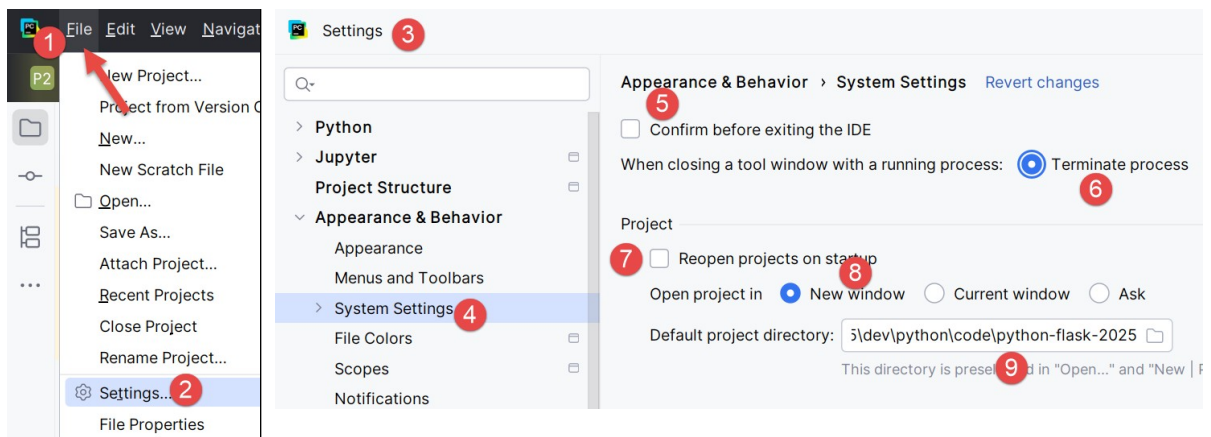 PC
1
File Edit View Navigat
P2
New Project...
Project from Version C
New...
New Scratch File
Open...
Save As...
Attach Project...
Recent Projects
Close Project
Rename Project...
Settings... 2
File Properties
PC
Settings 3
Python
Jupyter
Project Structure
Appearance & Behavior
Appearance
Menus and Toolbars
System Settings 4
File Colors
Scopes
Notifications
Appearance & Behavior › System Settings Revert changes
5
Confirm before exiting the IDE
When closing a tool window with a running process: Terminate process
6
Project
7 Reopen projects on startup
8
Open project in New window Current window Ask
Default project directory: \dev\python\code\python-flask-2025
9
This directory is in "Open..." and "New |